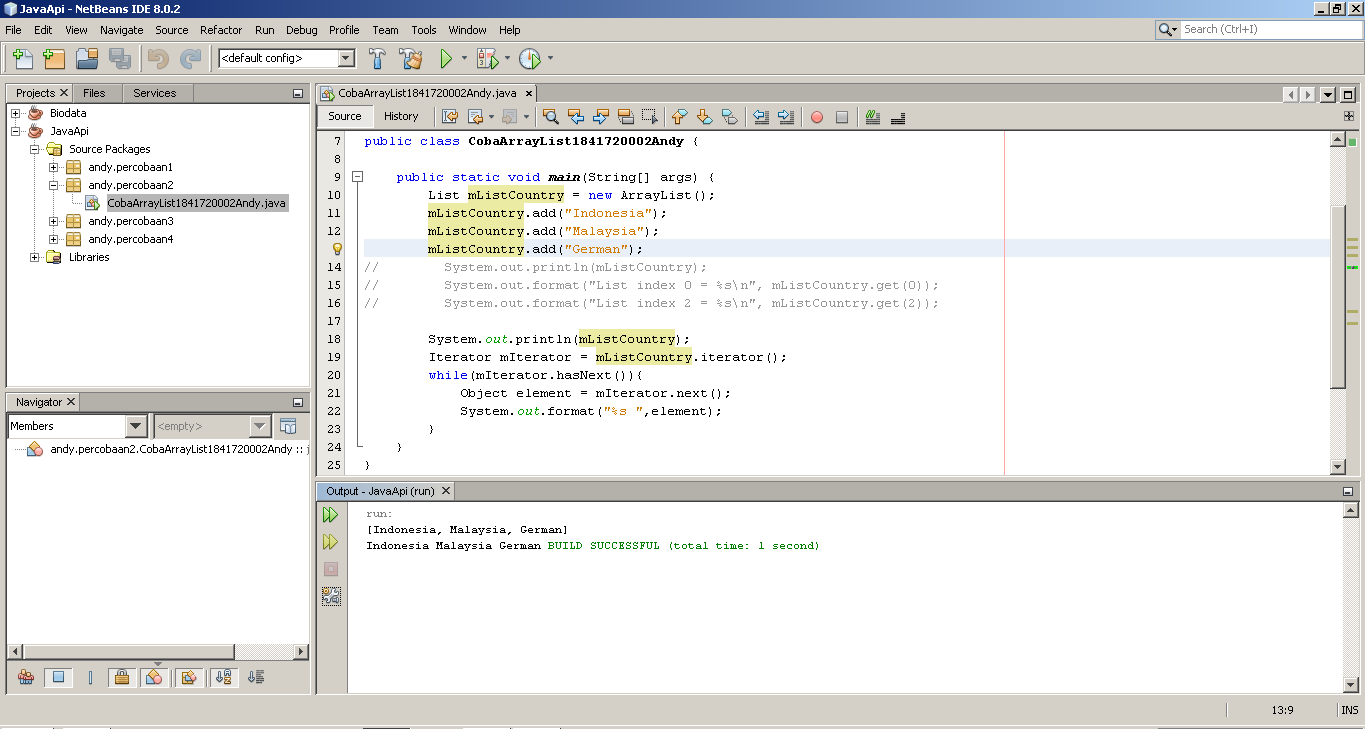 JavaApi - NetBeans IDE 8.0.2
File Edit View Navigate Source Refactor Run Debug Profile Team Tools Window Help
Search (Ctrl+I)
<default config>
Projects Files Services
Biodata
JavaApi
Source Packages
andy.percobaan1
andy.percobaan2
CobaArrayList1841720002Andy.java
andy.percobaan3
andy.percobaan4
Libraries
Navigator
Members <empty>
andy.percobaan2.CobaArrayList1841720002Andy :: j
CobaArrayList1841720002Andy.java
Source History
7 public class CobaArrayList1841720002Andy {
8
9 public static void main(String[] args) {
10 List mListCountry = new ArrayList();
11 mListCountry.add("Indonesia");
12 mListCountry.add("Malaysia");
mListCountry.add("German");
14 // System.out.println(mListCountry);
15 // System.out.format("List index 0 = %s\n", mListCountry.get(0));
16 // System.out.format("List index 2 = %s\n", mListCountry.get(2));
17
18 System.out.println(mListCountry);
19 Iterator mIterator = mListCountry.iterator();
20 while(mIterator.hasNext()){
21 Object element = mIterator.next();
22 System.out.format("%s ",element);
23 }
24 }
25 }
Output - JavaApi (run)
run:
[Indonesia, Malaysia, German]
Indonesia Malaysia German BUILD SUCCESSFUL (total time: 1 second)
13:9 INS